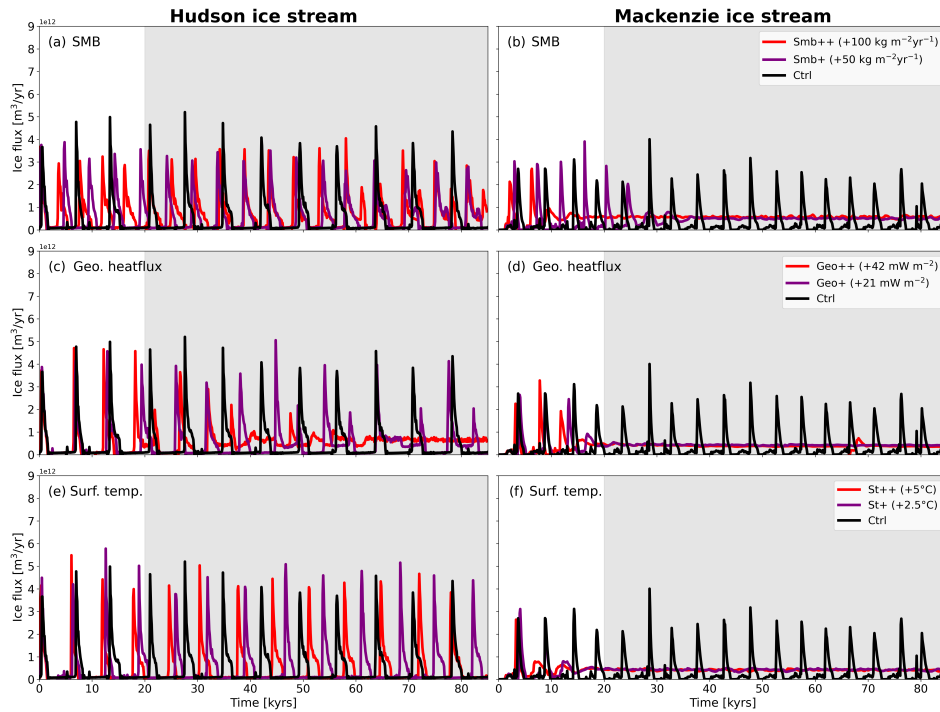 Hudson ice stream
Mackenzie ice stream
1e12
(a) SMB
(b) SMB
Smb++ (+100 kg m⁻²yr⁻¹)
Smb+ (+50 kg m⁻²yr⁻¹)
Ctrl
Ice flux [m³/yr]
9
8
7
6
5
4
3
2
1
0
1e12
(c) Geo. heatflux
(d) Geo. heatflux
Geo++ (+42 mW m⁻²)
Geo+ (+21 mW m⁻²)
Ctrl
Ice flux [m³/yr]
9
8
7
6
5
4
3
2
1
0
1e12
(e) Surf. temp.
(f) Surf. temp.
St++ (+5°C)
St+ (+2.5°C)
Ctrl
Ice flux [m³/yr]
9
8
7
6
5
4
3
2
1
0
0 10 20 30 40 50 60 70 80
0 10 20 30 40 50 60 70 80
Time [kyrs]
Time [kyrs]